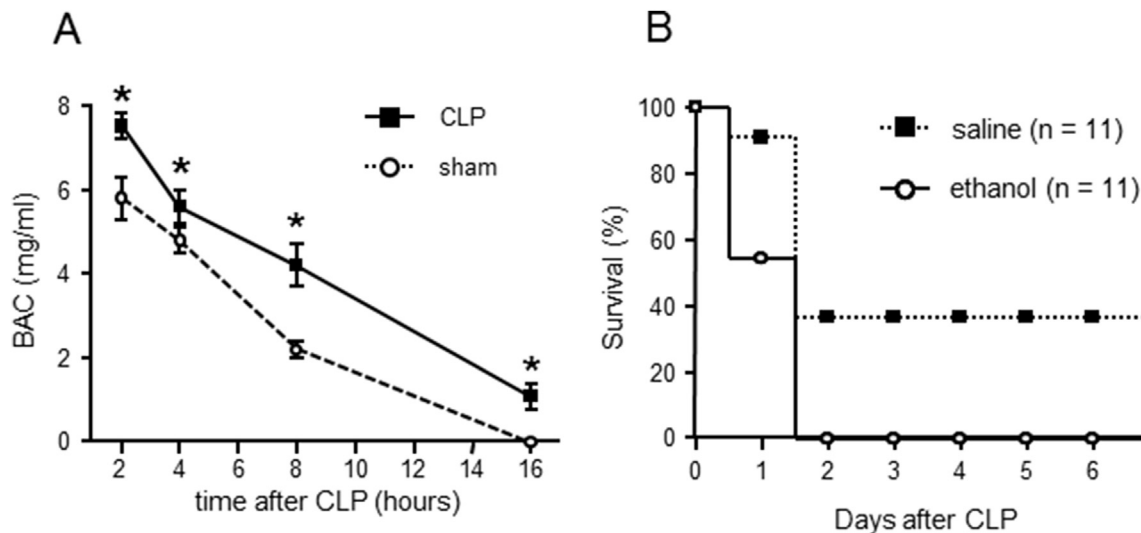 A
BAC (mg/ml)
8
6
4
2
0
* * * *
CLP
sham
2 4 6 8 10 12 14 16
time after CLP (hours)
B
Survival (%)
100
80
60
40
20
0
saline (n = 11)
ethanol (n = 11)
0 1 2 3 4 5 6
Days after CLP